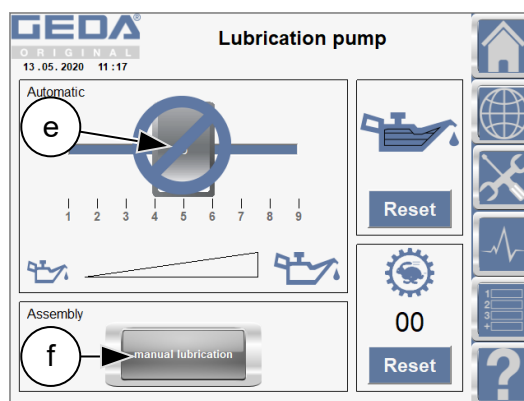 GEDA®
ORIGINAL
13.05.2020 11:17
Lubrication pump
Automatic
e
1 2 3 4 5 6 7 8 9
Reset
Assembly
f
manual lubrication
00
Reset
1
2
3
+
?